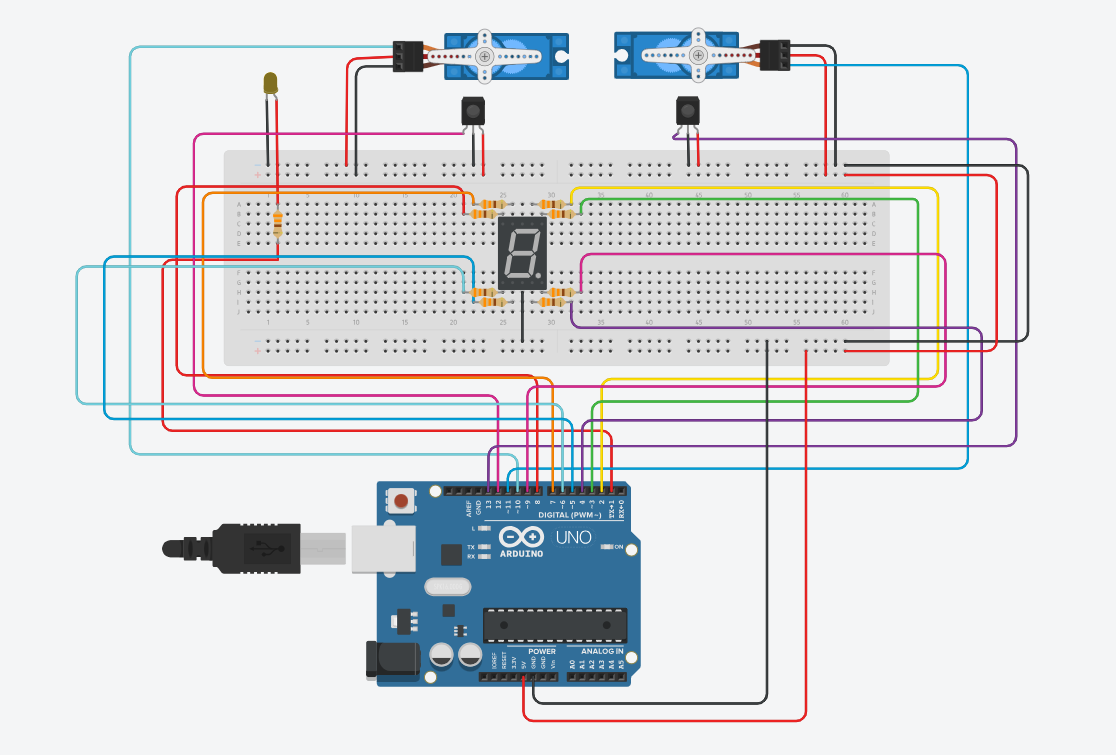 1 5 10 15 20 25 30 35 40 45 50 55 60
A A
B B
C C
D D
E E
F F
G G
H H
I I
J J
1 5 10 15 20 25 30 35 40 45 50 55 60
AREF
GND
13
12
~11
~10
~9
8
7
~6
~5
4
~3
2
TX→1
RX←0
DIGITAL (PWM~)
L
TX
RX
ARDUINO
UNO
ON
POWER
ANALOG IN
IOREF
RESET
3.3V
5V
GND
GND
Vin
A0
A1
A2
A3
A4
A5